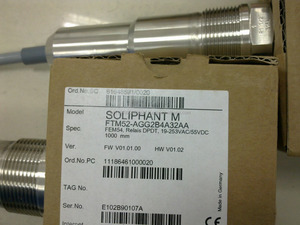 Ord.No.
Model SOLIPHANT M
FTM52-AGG2B4A32AA
Spec. FEM54, Relais DPDT, 19-253VAC/55VDC
1000 mm
Ver. FW V01.01.00 HW V01.02
Ord.No.PC 11186461000020
TAG No.
Ser.No. E102B90107A
Internet
Made in Germany